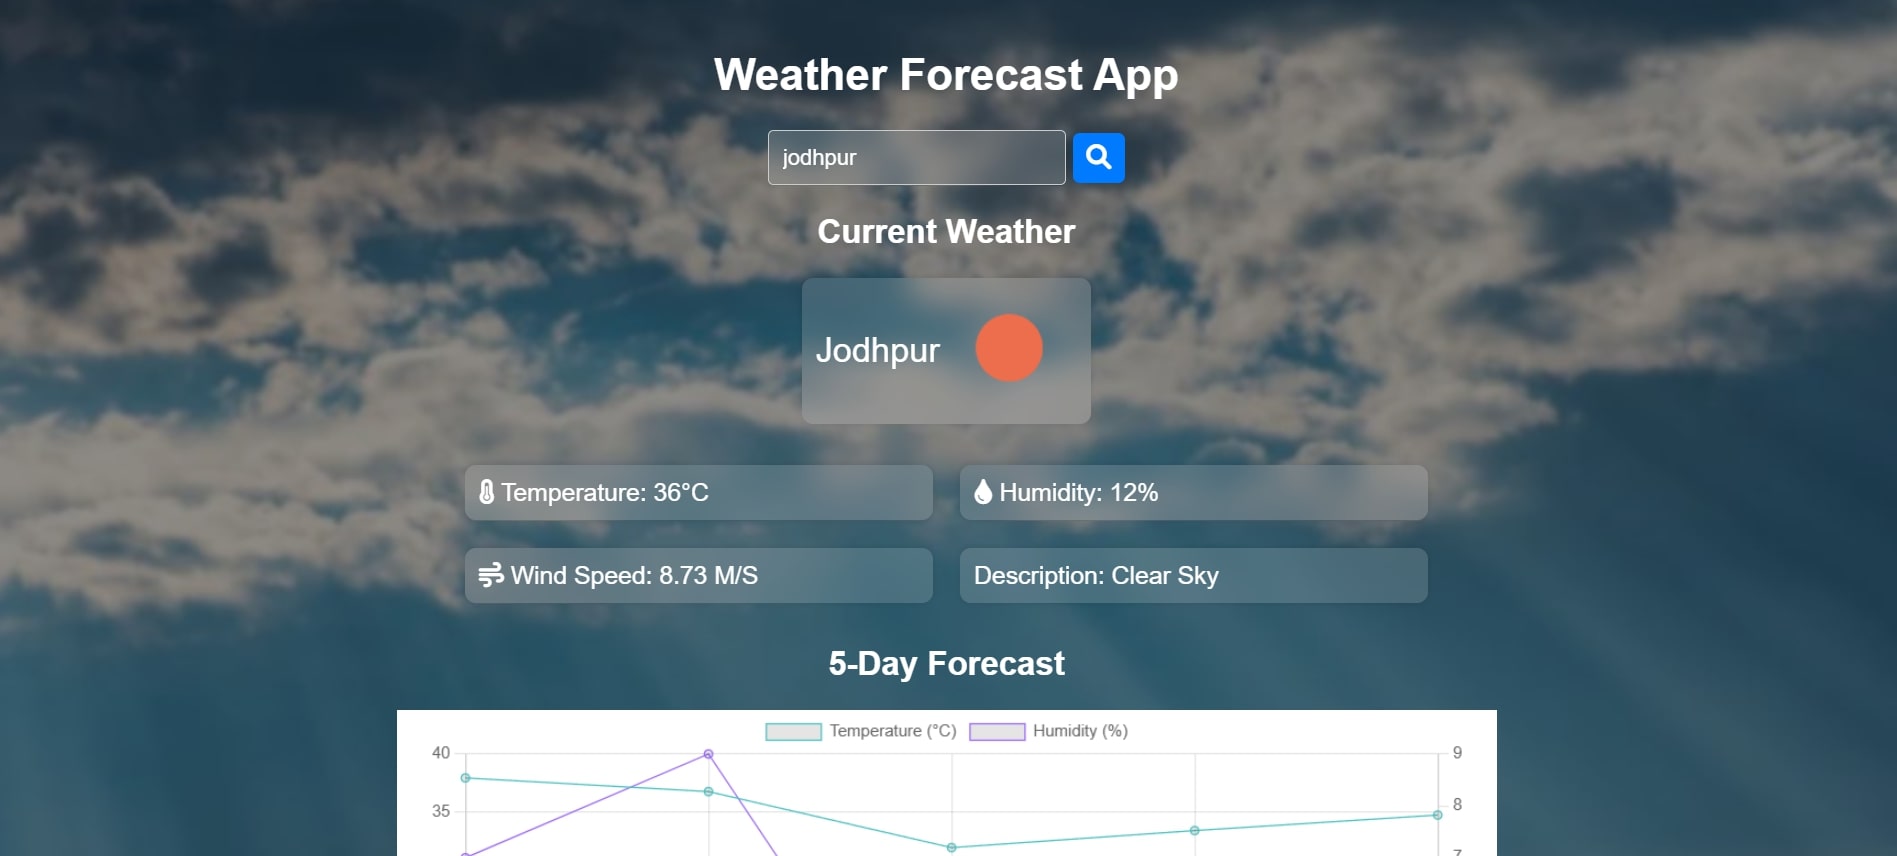 Weather Forecast App
jodhpur
Current Weather
Jodhpur
Temperature: 36°C
Humidity: 12%
Wind Speed: 8.73 M/S
Description: Clear Sky
5-Day Forecast
Temperature (°C) Humidity (%)
40 9
35 8
7